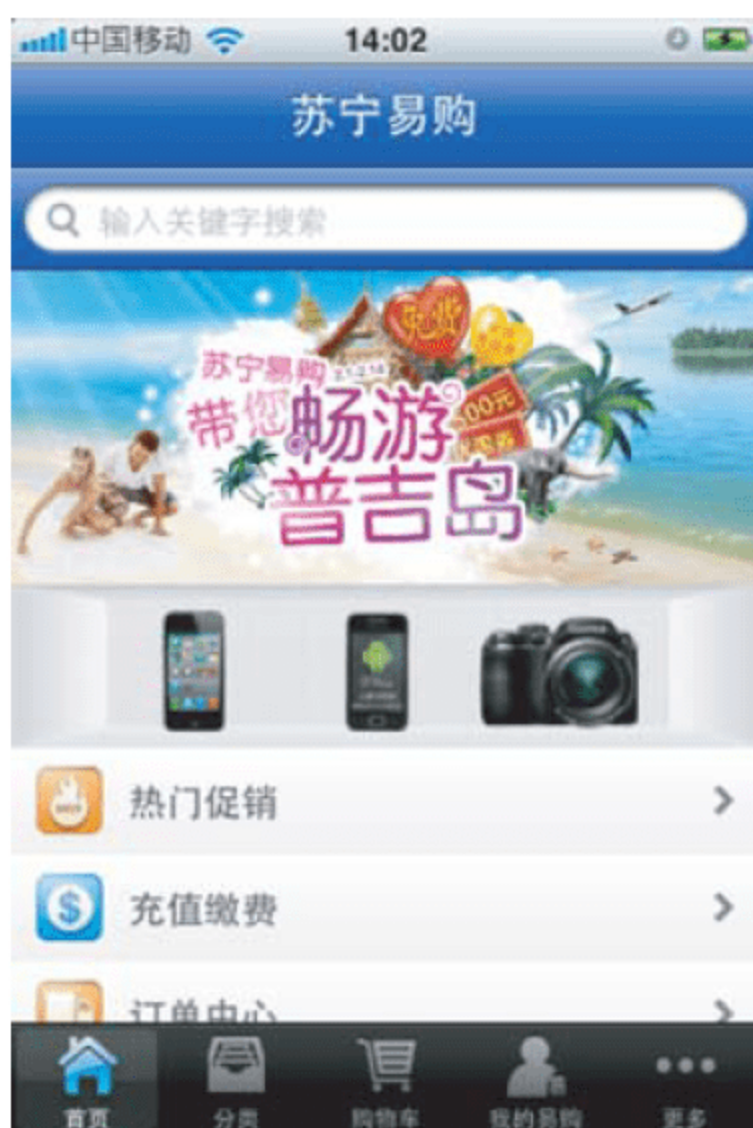 中国移动 14:02
苏宁易购
输入关键字搜索
免费
苏宁易购
带您畅游
普吉岛
热门促销
充值缴费
订单中心
首页 分类 购物车 我的易购 更多